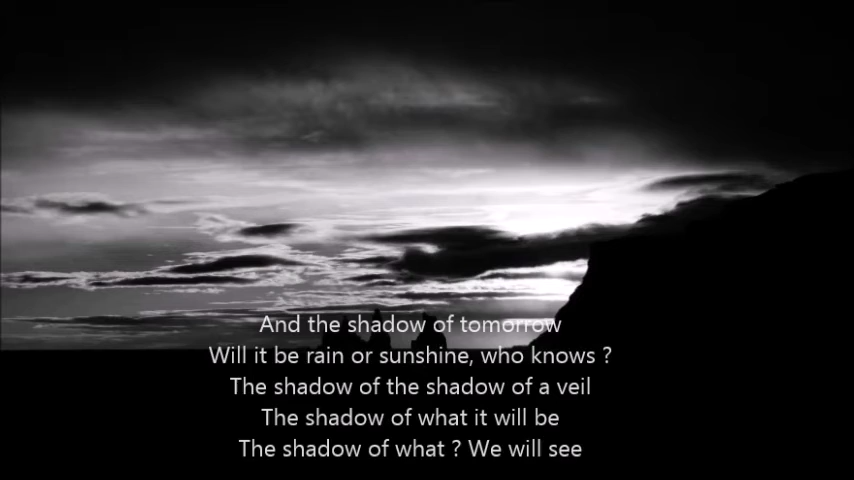 And the shadow of tomorrow
Will it be rain or sunshine, who knows ?
The shadow of the shadow of a veil
The shadow of what it will be
The shadow of what ? We will see